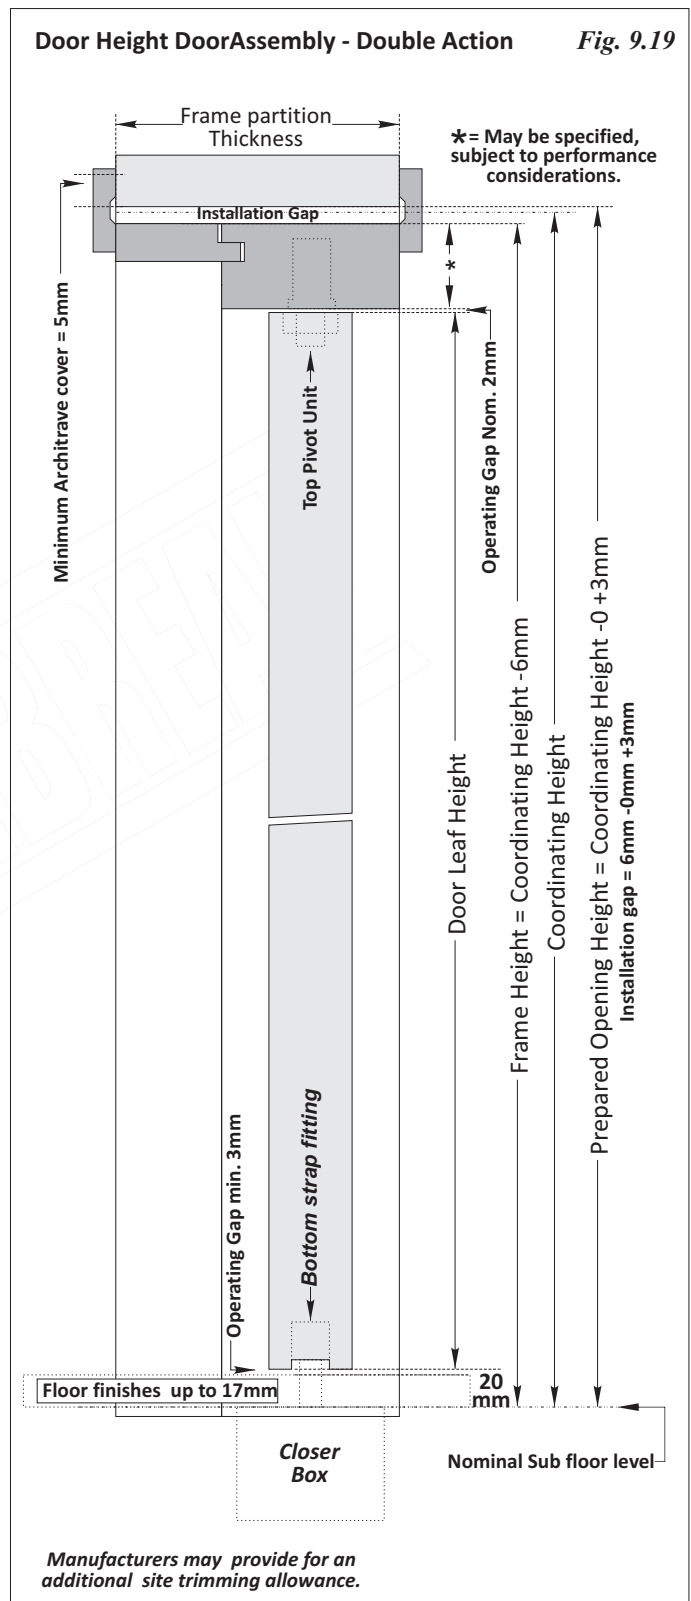 Door Height DoorAssembly - Double Action
Fig. 9.19
Frame partition
Thickness
*= May be specified,
subject to performance
considerations.
Installation Gap
*
Minimum Architrave cover = 5mm
Top Pivot Unit
Operating Gap Nom. 2mm
Door Leaf Height
Frame Height = Coordinating Height -6mm
Coordinating Height
Prepared Opening Height = Coordinating Height -0 +3mm
Installation gap = 6mm -0mm +3mm
Operating Gap min. 3mm
Bottom strap fitting
Floor finishes up to 17mm
20
mm
Closer
Box
Nominal Sub floor level
Manufacturers may provide for an
additional site trimming allowance.